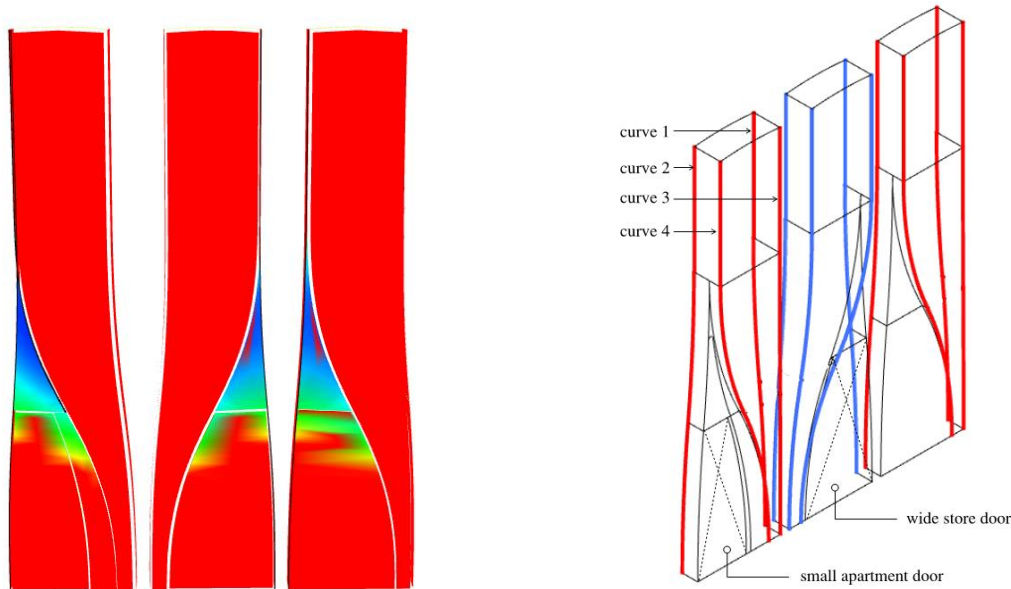 curve 1
curve 2
curve 3
curve 4
wide store door
small apartment door